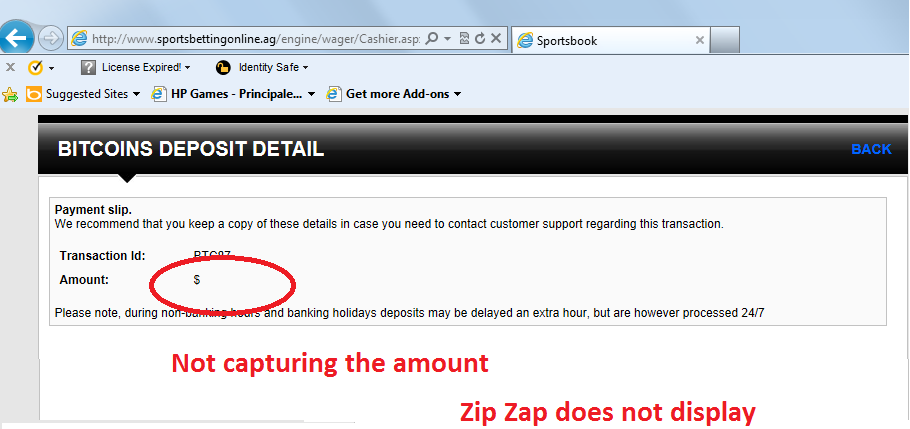 http://www.sportsbettingonline.ag/engine/wager/Cashier.asp
Sportsbook
License Expired!
Identity Safe
Suggested Sites
HP Games - Principale...
Get more Add-ons
BITCOINS DEPOSIT DETAIL
BACK
Payment slip.
We recommend that you keep a copy of these details in case you need to contact customer support regarding this transaction.
Transaction Id: BTC97
Amount: $
Please note, during non-banking hours and banking holidays deposits may be delayed an extra hour, but are however processed 24/7
Not capturing the amount
Zip Zap does not display